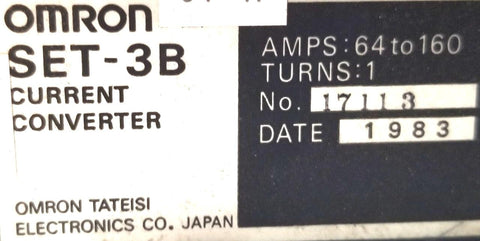 OMRON
SET-3B
CURRENT
CONVERTER
OMRON TATEISI
ELECTRONICS CO. JAPAN
AMPS:64 to 160
TURNS:1
No. 17113
DATE 1983